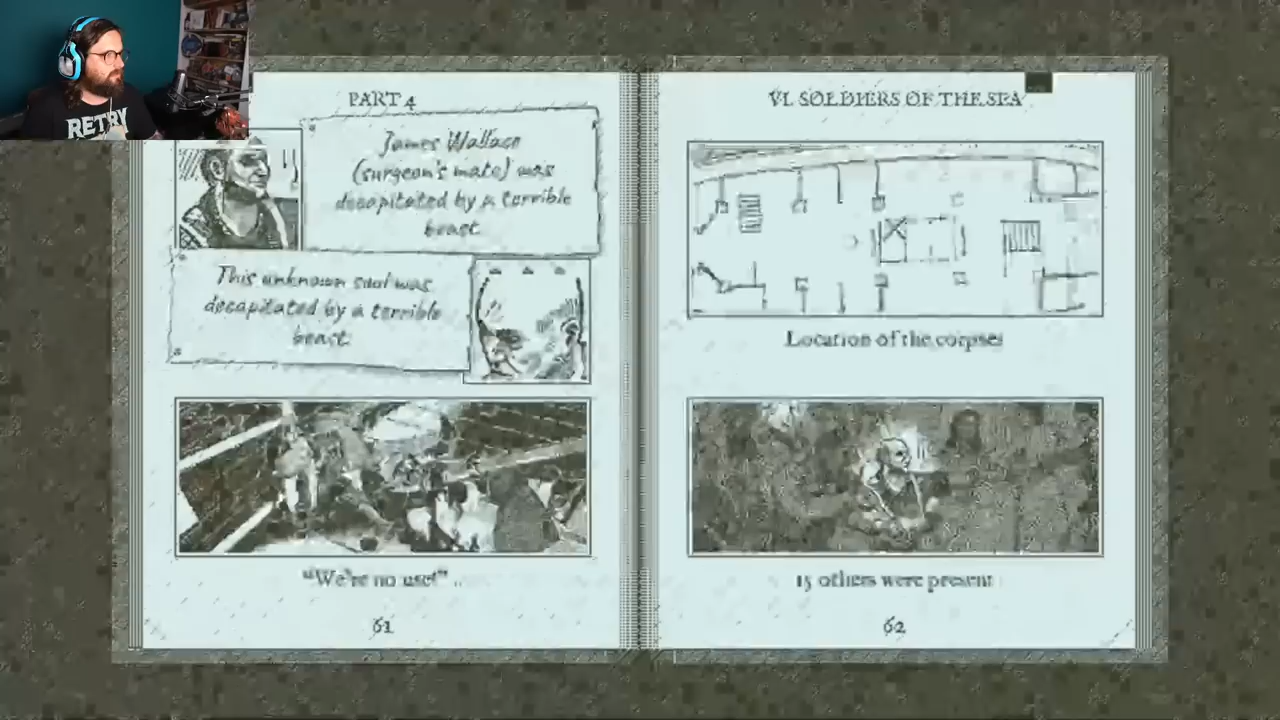 RETRY
PART 4
James Wallace
(surgeon's mate) was
decapitated by a terrible
beast.
This unknown soul was
decapitated by a terrible
beast.
"We're no use!" ...
61
VI. SOLDIERS OF THE SEA
Location of the corpses
15 others were present
62